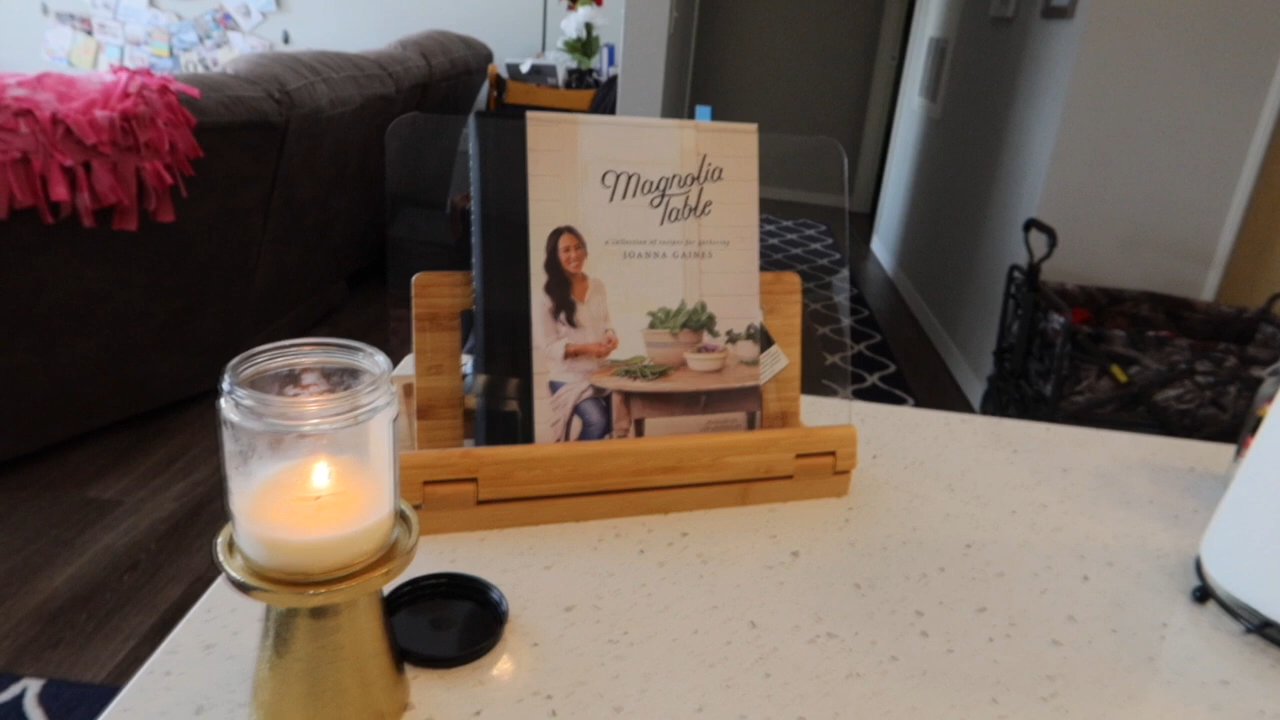 Magnolia
Table
a collection of recipes for gathering
JOANNA GAINES